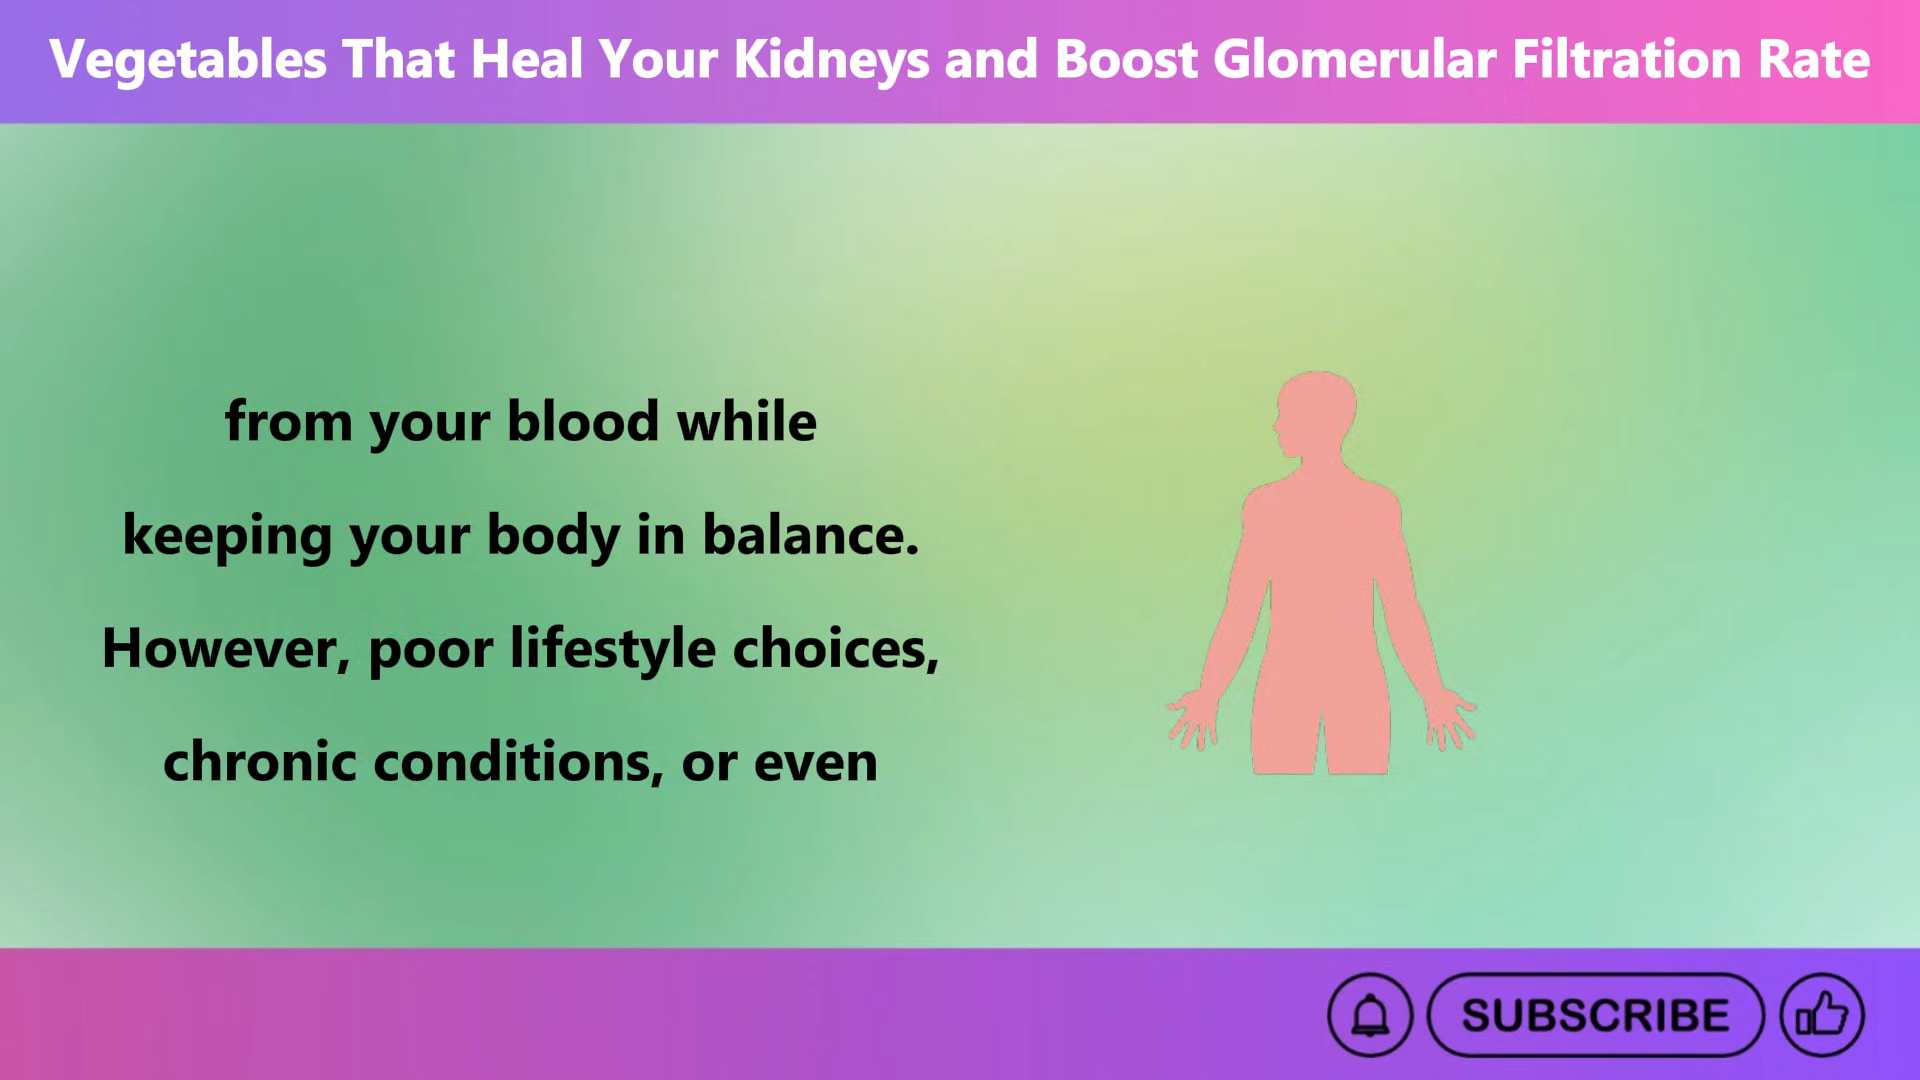 Vegetables That Heal Your Kidneys and Boost Glomerular Filtration Rate
from your blood while
keeping your body in balance.
However, poor lifestyle choices,
chronic conditions, or even
SUBSCRIBE